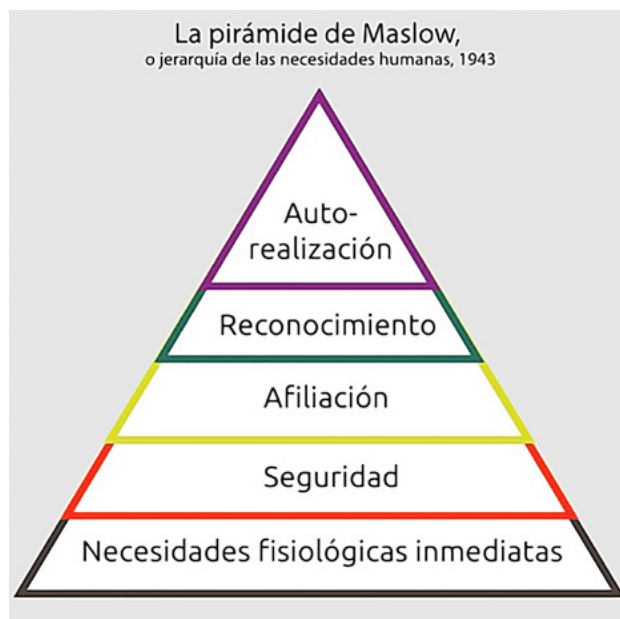 La pirámide de Maslow,
o jerarquía de las necesidades humanas, 1943
Auto-
realización
Reconocimiento
Afiliación
Seguridad
Necesidades fisiológicas inmediatas